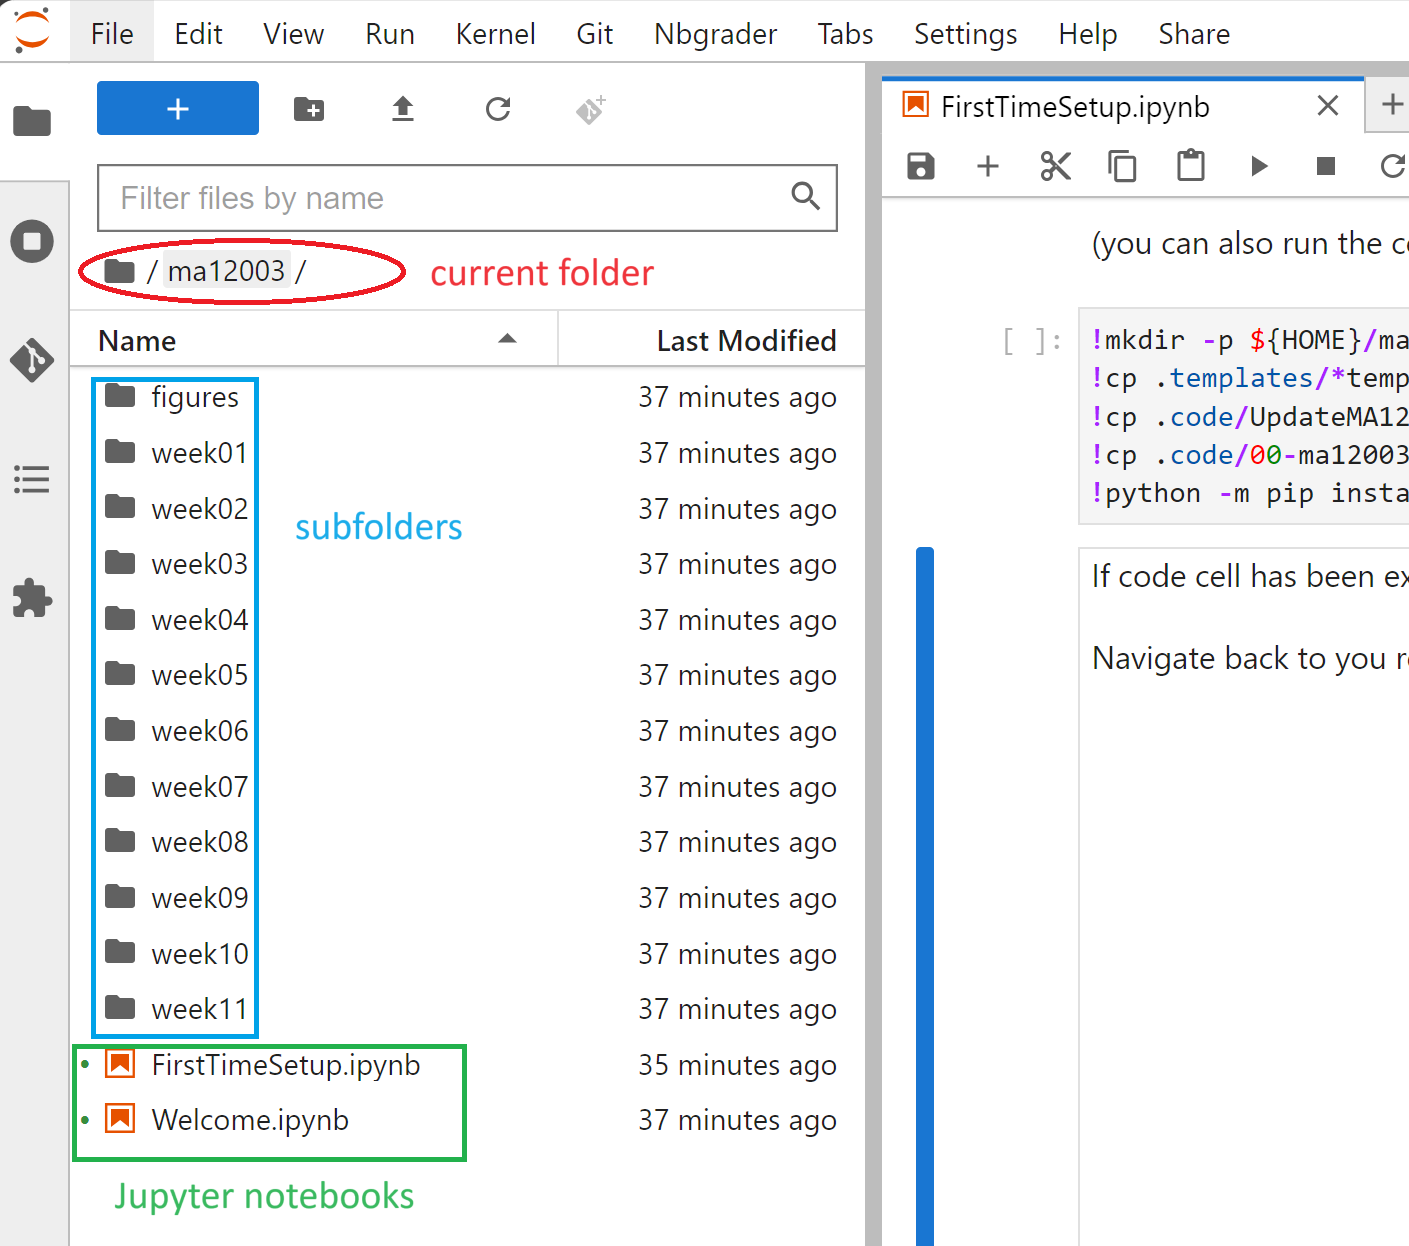 File Edit View Run Kernel Git Nbgrader Tabs Settings Help Share
FirstTimeSetup.ipynb
Filter files by name
/ ma12003 /
current folder
Name Last Modified
figures 37 minutes ago
week01 37 minutes ago
week02 37 minutes ago
subfolders
week03 37 minutes ago
week04 37 minutes ago
week05 37 minutes ago
week06 37 minutes ago
week07 37 minutes ago
week08 37 minutes ago
week09 37 minutes ago
week10 37 minutes ago
week11 37 minutes ago
FirstTimeSetup.ipynb 35 minutes ago
Welcome.ipynb 37 minutes ago
Jupyter notebooks
(you can also run the c
[ ]:
!mkdir -p ${HOME}/ma
!cp .templates/*temp
!cp .code/UpdateMA12
!cp .code/00-ma12003
!python -m pip insta
If code cell has been ex
Navigate back to you r